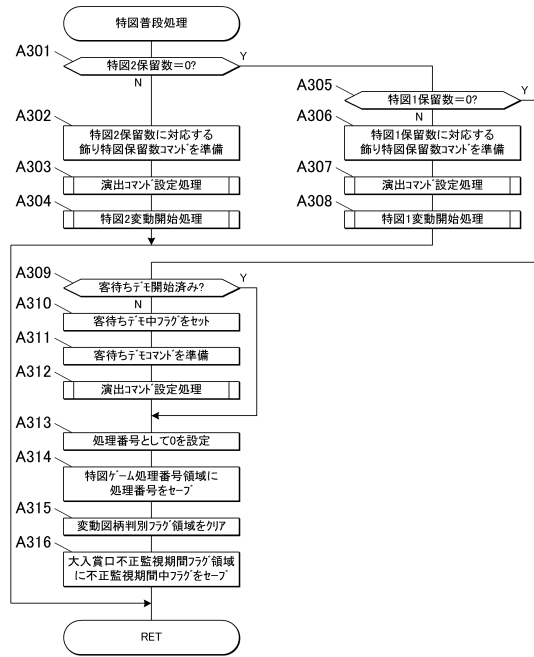 特図普段処理
A301
特図2保留数＝0?
Y
N
A302
特図2保留数に対応する
飾り特図保留数コマンドを準備
A303
演出コマンド設定処理
A304
特図2変動開始処理
A305
特図1保留数＝0?
Y
N
A306
特図1保留数に対応する
飾り特図保留数コマンドを準備
A307
演出コマンド設定処理
A308
特図1変動開始処理
A309
客待ちデモ開始済み?
Y
N
A310
客待ちデモ中フラグをセット
A311
客待ちデモコマンドを準備
A312
演出コマンド設定処理
A313
処理番号として0を設定
A314
特図ゲーム処理番号領域に
処理番号をセーブ
A315
変動図柄判別フラグ領域をクリア
A316
大入賞口不正監視期間フラグ領域
に不正監視期間中フラグをセーブ
RET